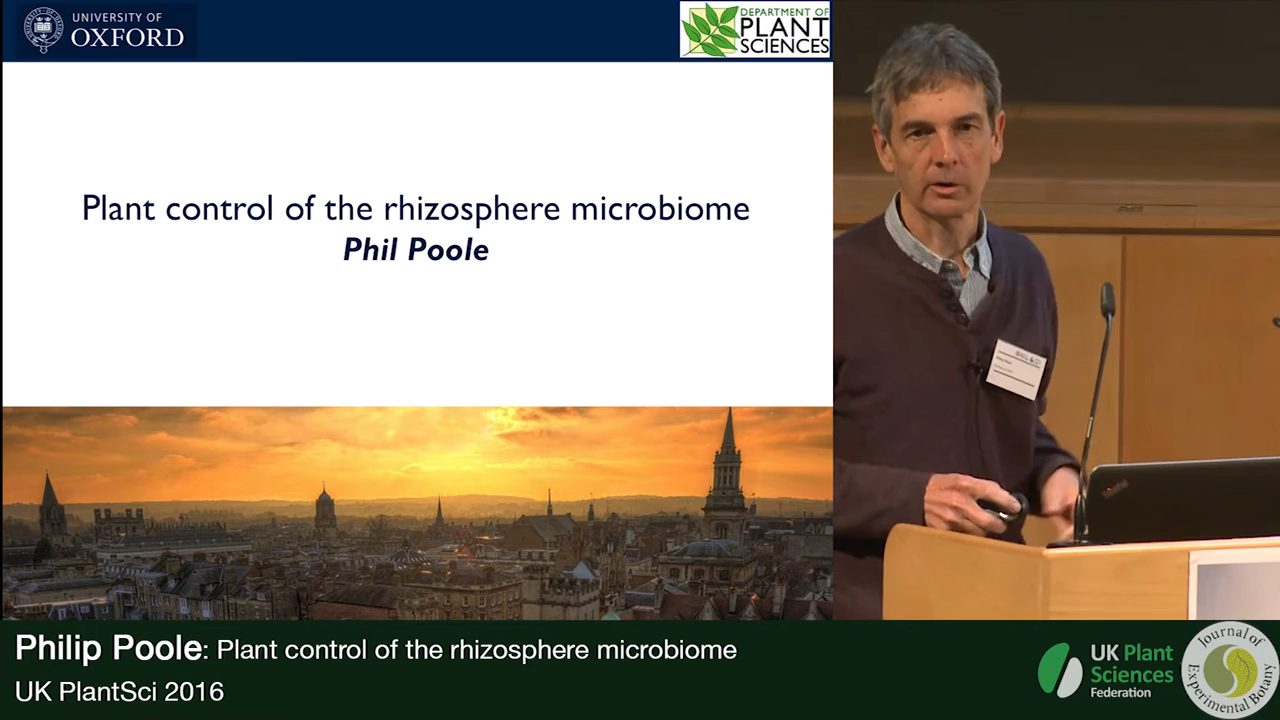 UNIVERSITY OF
OXFORD
DEPARTMENT OF
PLANT
SCIENCES
Plant control of the rhizosphere microbiome
Phil Poole
Philip Poole: Plant control of the rhizosphere microbiome
UK PlantSci 2016
UK Plant
Sciences
Federation
Journal of
Experimental Botany